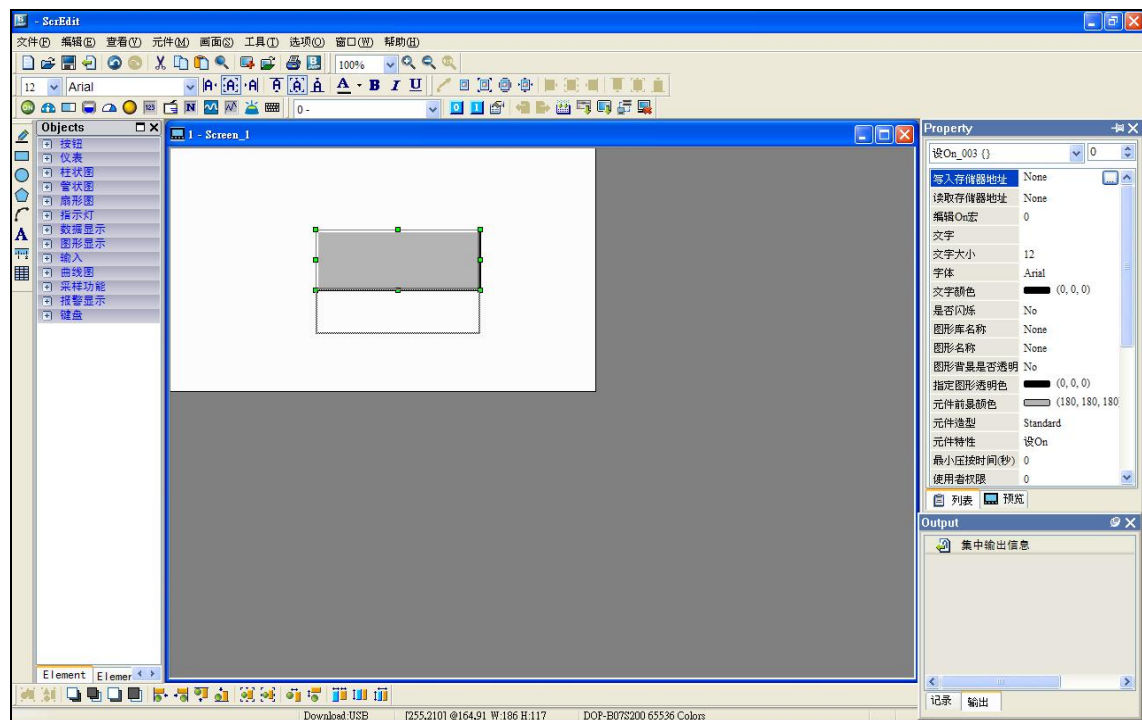 - ScrEdit
文件(F) 编辑(E) 查看(V) 元件(M) 画面(S) 工具(T) 选项(O) 窗口(W) 帮助(H)
100%
12 Arial A B I U
0 -
Objects
按钮
仪表
柱状图
管状图
扇形图
指示灯
数据显示
图形显示
输入
曲线图
采样功能
报警显示
键盘
Element Elemer
1 - Screen_1
Property
设On_003 {} 0
写入存储器地址 None ...
读取存储器地址 None
编辑On宏 0
文字
文字大小 12
字体 Arial
文字颜色 (0, 0, 0)
是否闪烁 No
图形库名称 None
图形名称 None
图形背景是否透明 No
指定图形透明色 (0, 0, 0)
元件前景颜色 (180, 180, 180
元件造型 Standard
元件特性 设On
最小压按时间(秒) 0
使用者权限 0
列表 预览
Output
集中输出信息
记录 输出
Download:USB [255,210] @164,91 W:186 H:117 DOP-B07S200 65536 Colors